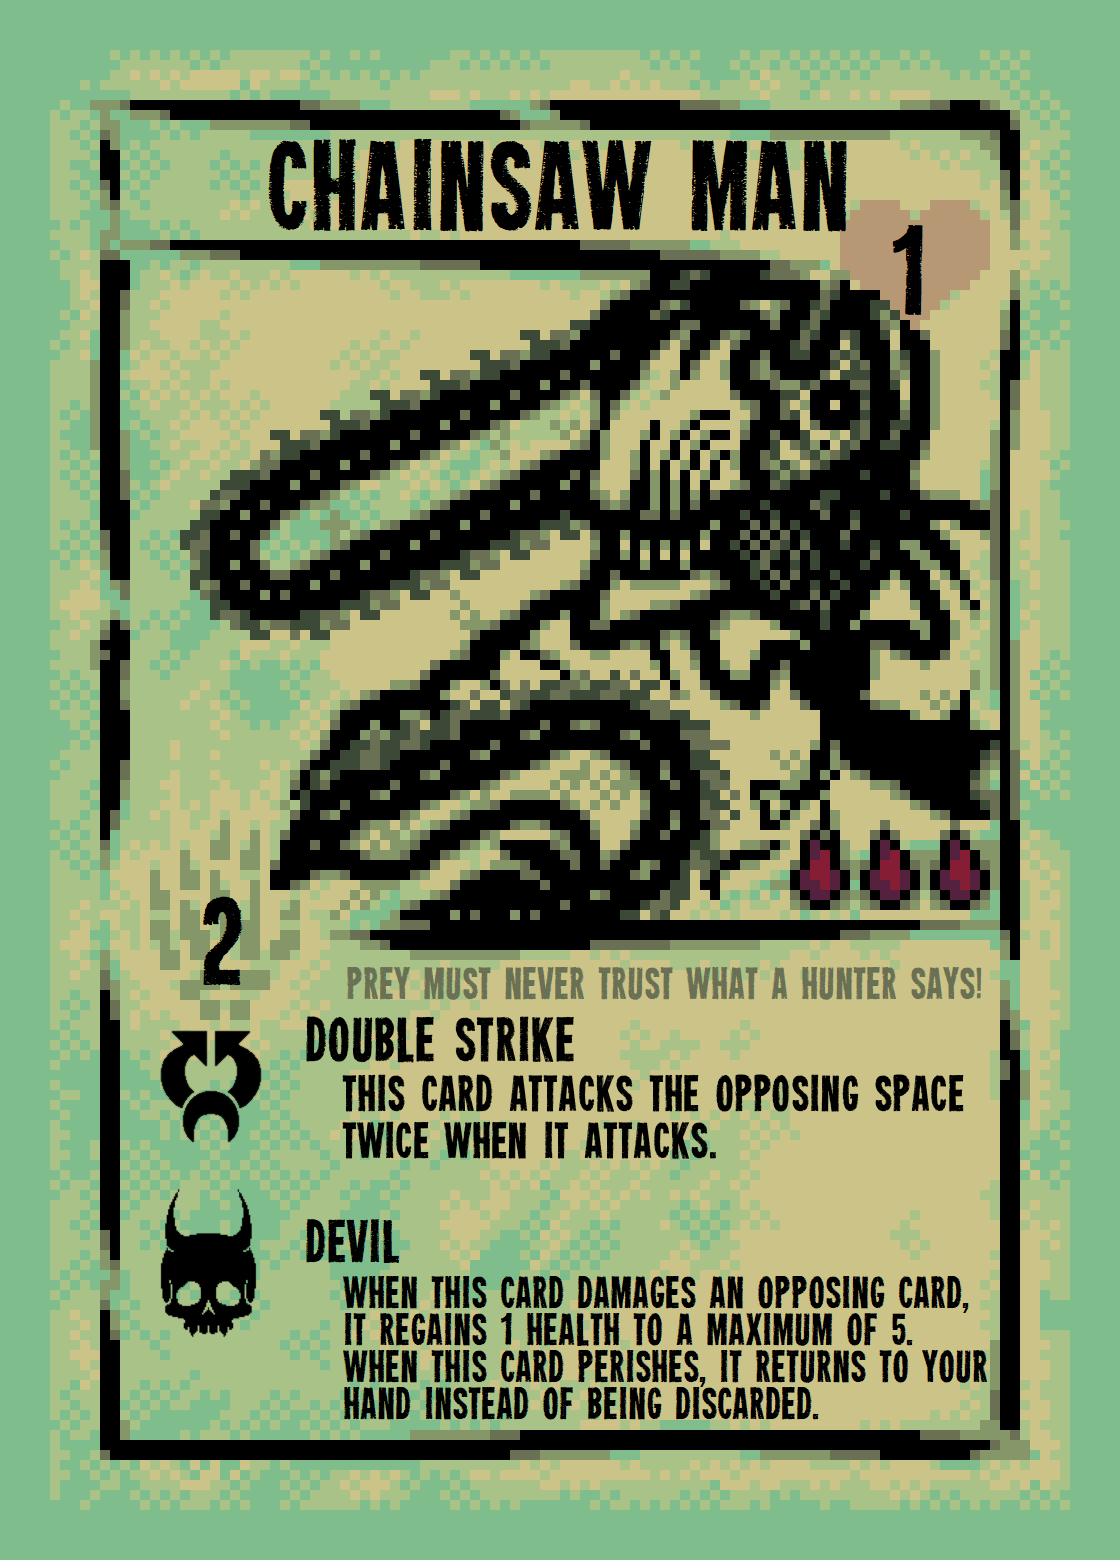 CHAINSAW MAN
1
2
PREY MUST NEVER TRUST WHAT A HUNTER SAYS!
DOUBLE STRIKE
THIS CARD ATTACKS THE OPPOSING SPACE
TWICE WHEN IT ATTACKS.
DEVIL
WHEN THIS CARD DAMAGES AN OPPOSING CARD,
IT REGAINS 1 HEALTH TO A MAXIMUM OF 5.
WHEN THIS CARD PERISHES, IT RETURNS TO YOUR
HAND INSTEAD OF BEING DISCARDED.